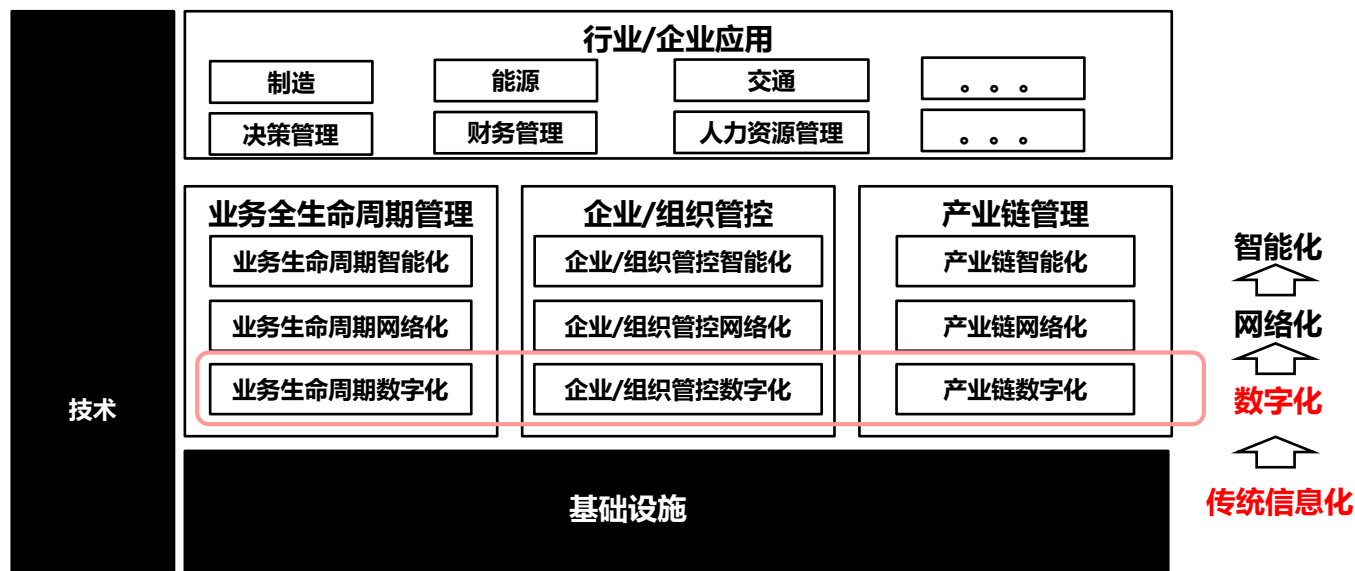 行业/企业应用
制造
能源
交通
。。。
决策管理
财务管理
人力资源管理
。。。
业务全生命周期管理
业务生命周期智能化
业务生命周期网络化
业务生命周期数字化
企业/组织管控
企业/组织管控智能化
企业/组织管控网络化
企业/组织管控数字化
产业链管理
产业链智能化
产业链网络化
产业链数字化
智能化
网络化
数字化
传统信息化
技术
基础设施